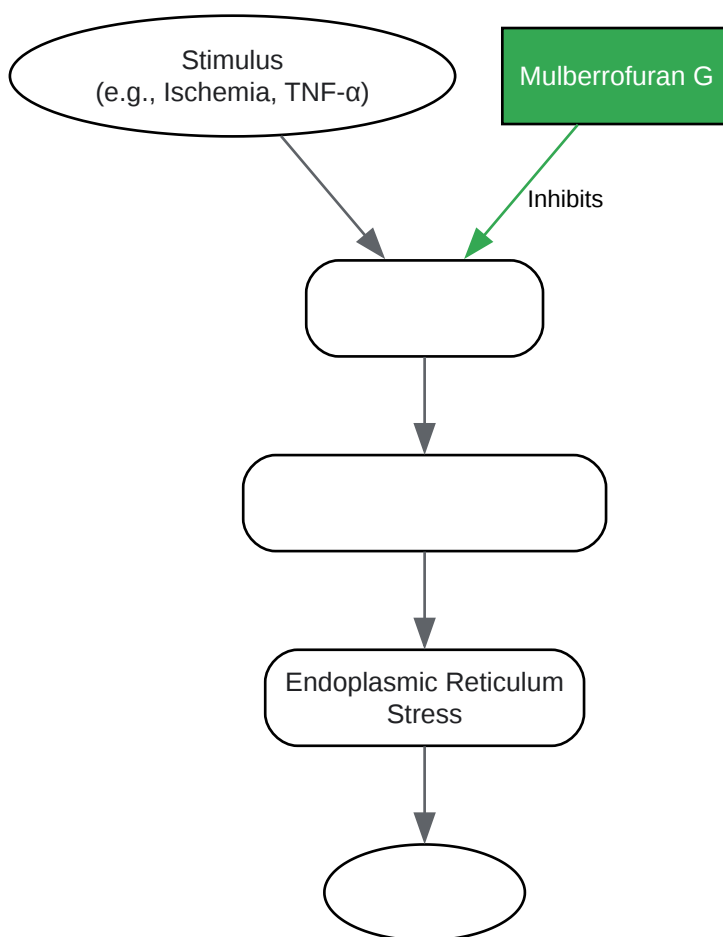 Stimulus
(e.g., Ischemia, TNF-α)
Mulberrofuran G
Inhibits
Endoplasmic Reticulum
Stress